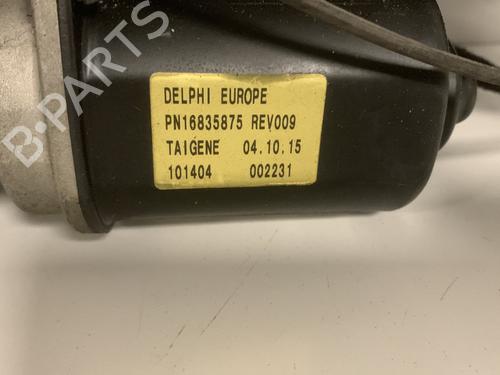 B-PARTS
DELPHI EUROPE
PN16835875 REV009
TAIGENE 04.10.15
101404 002231